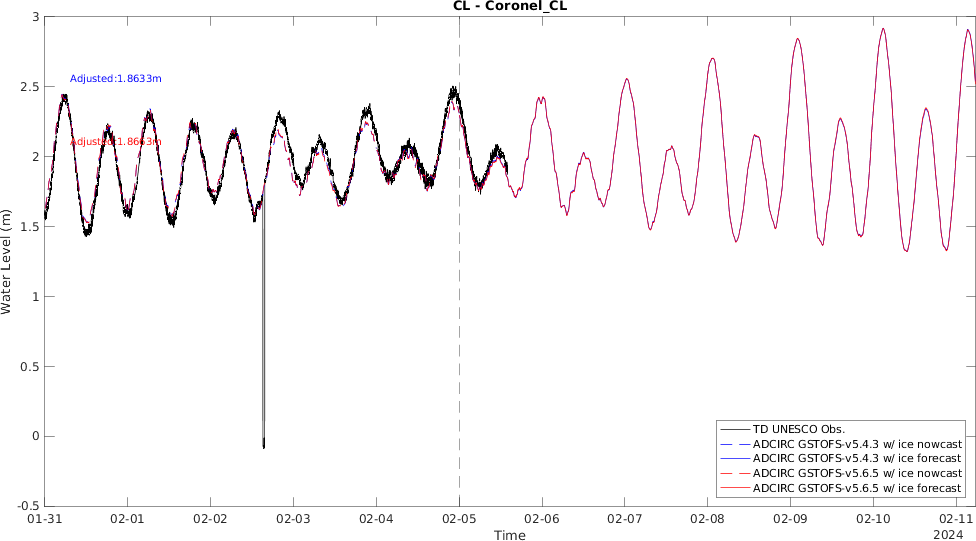 CL - Coronel_CL
3
2.5
2
1.5
1
0.5
0
-0.5
Water Level (m)
Adjusted:1.8633m
Adjusted:1.8663m
TD UNESCO Obs.
ADCIRC GSTOFS-v5.4.3 w/ ice nowcast
ADCIRC GSTOFS-v5.4.3 w/ ice forecast
ADCIRC GSTOFS-v5.6.5 w/ ice nowcast
ADCIRC GSTOFS-v5.6.5 w/ ice forecast
01-31 02-01 02-02 02-03 02-04 02-05 02-06 02-07 02-08 02-09 02-10 02-11
Time
2024